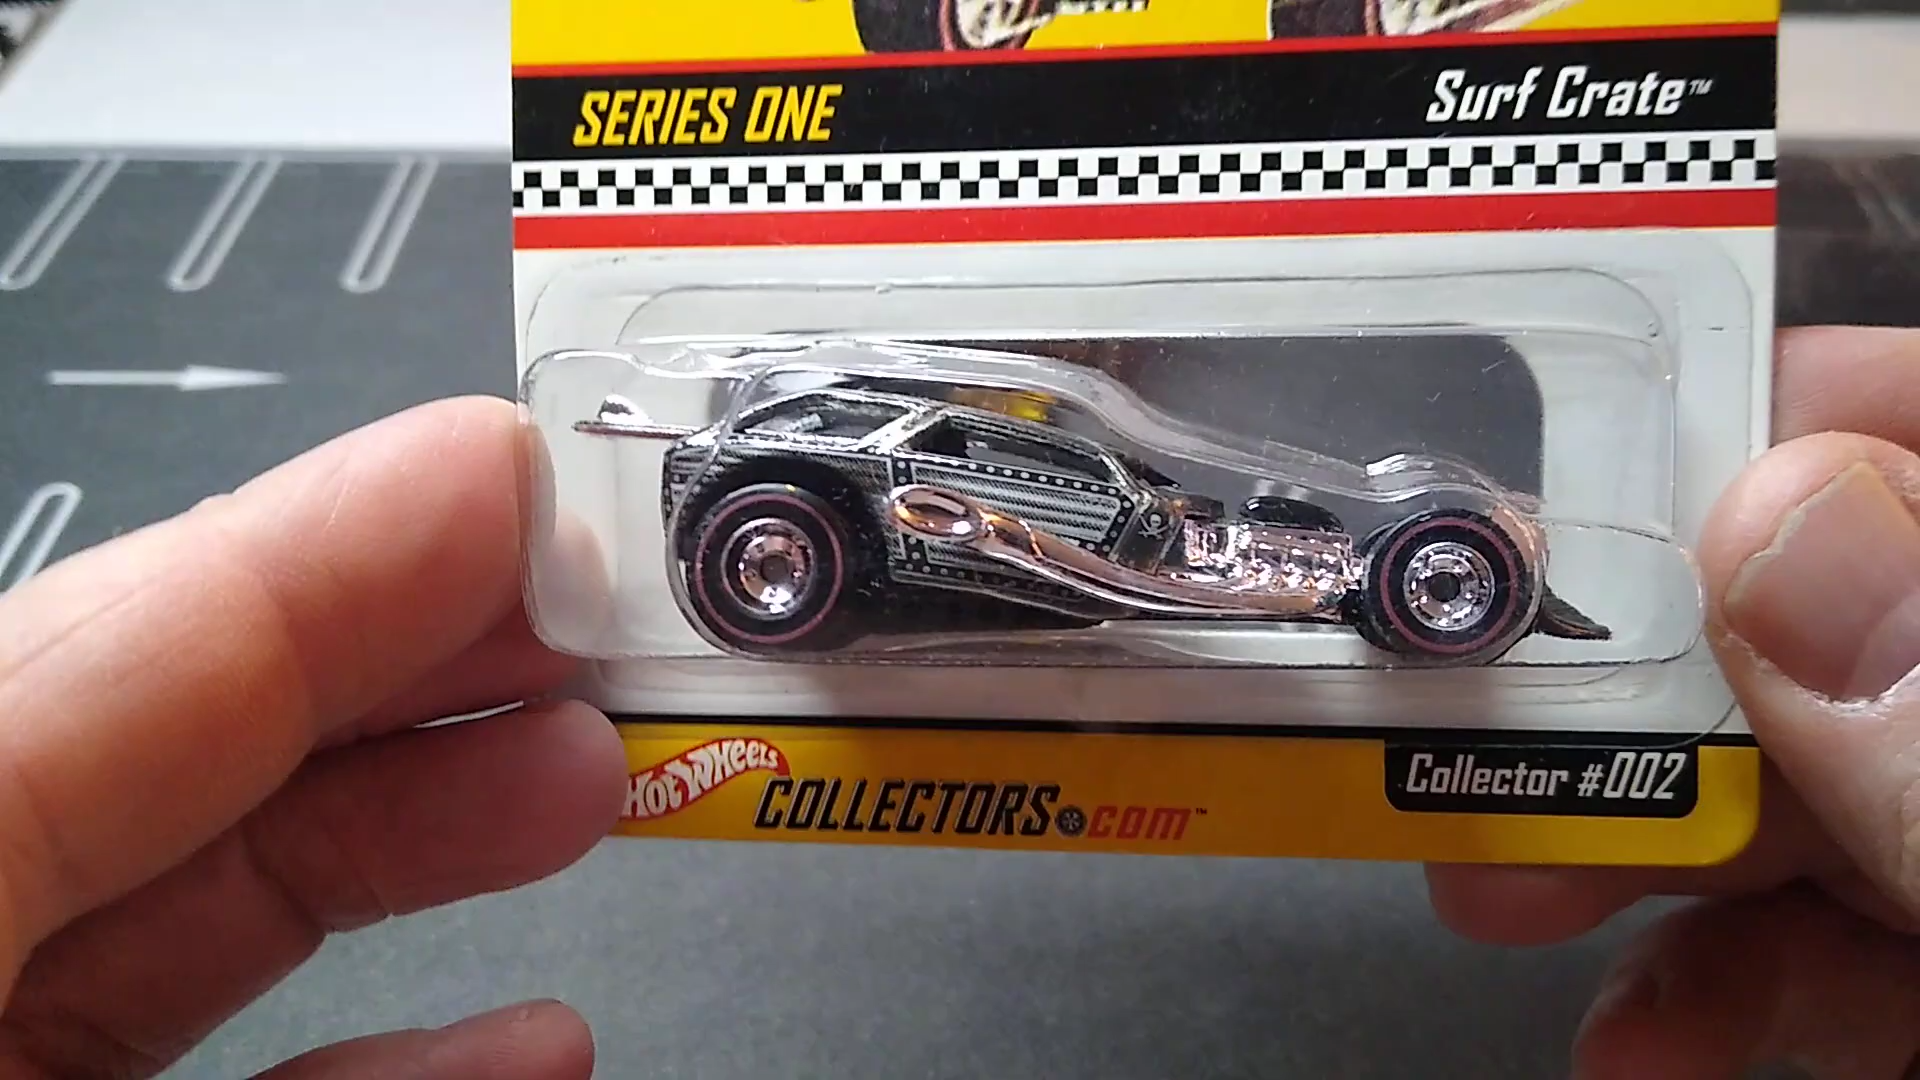 SERIES ONE
Surf Crate™
Hot Wheels
COLLECTORS.com™
Collector #002